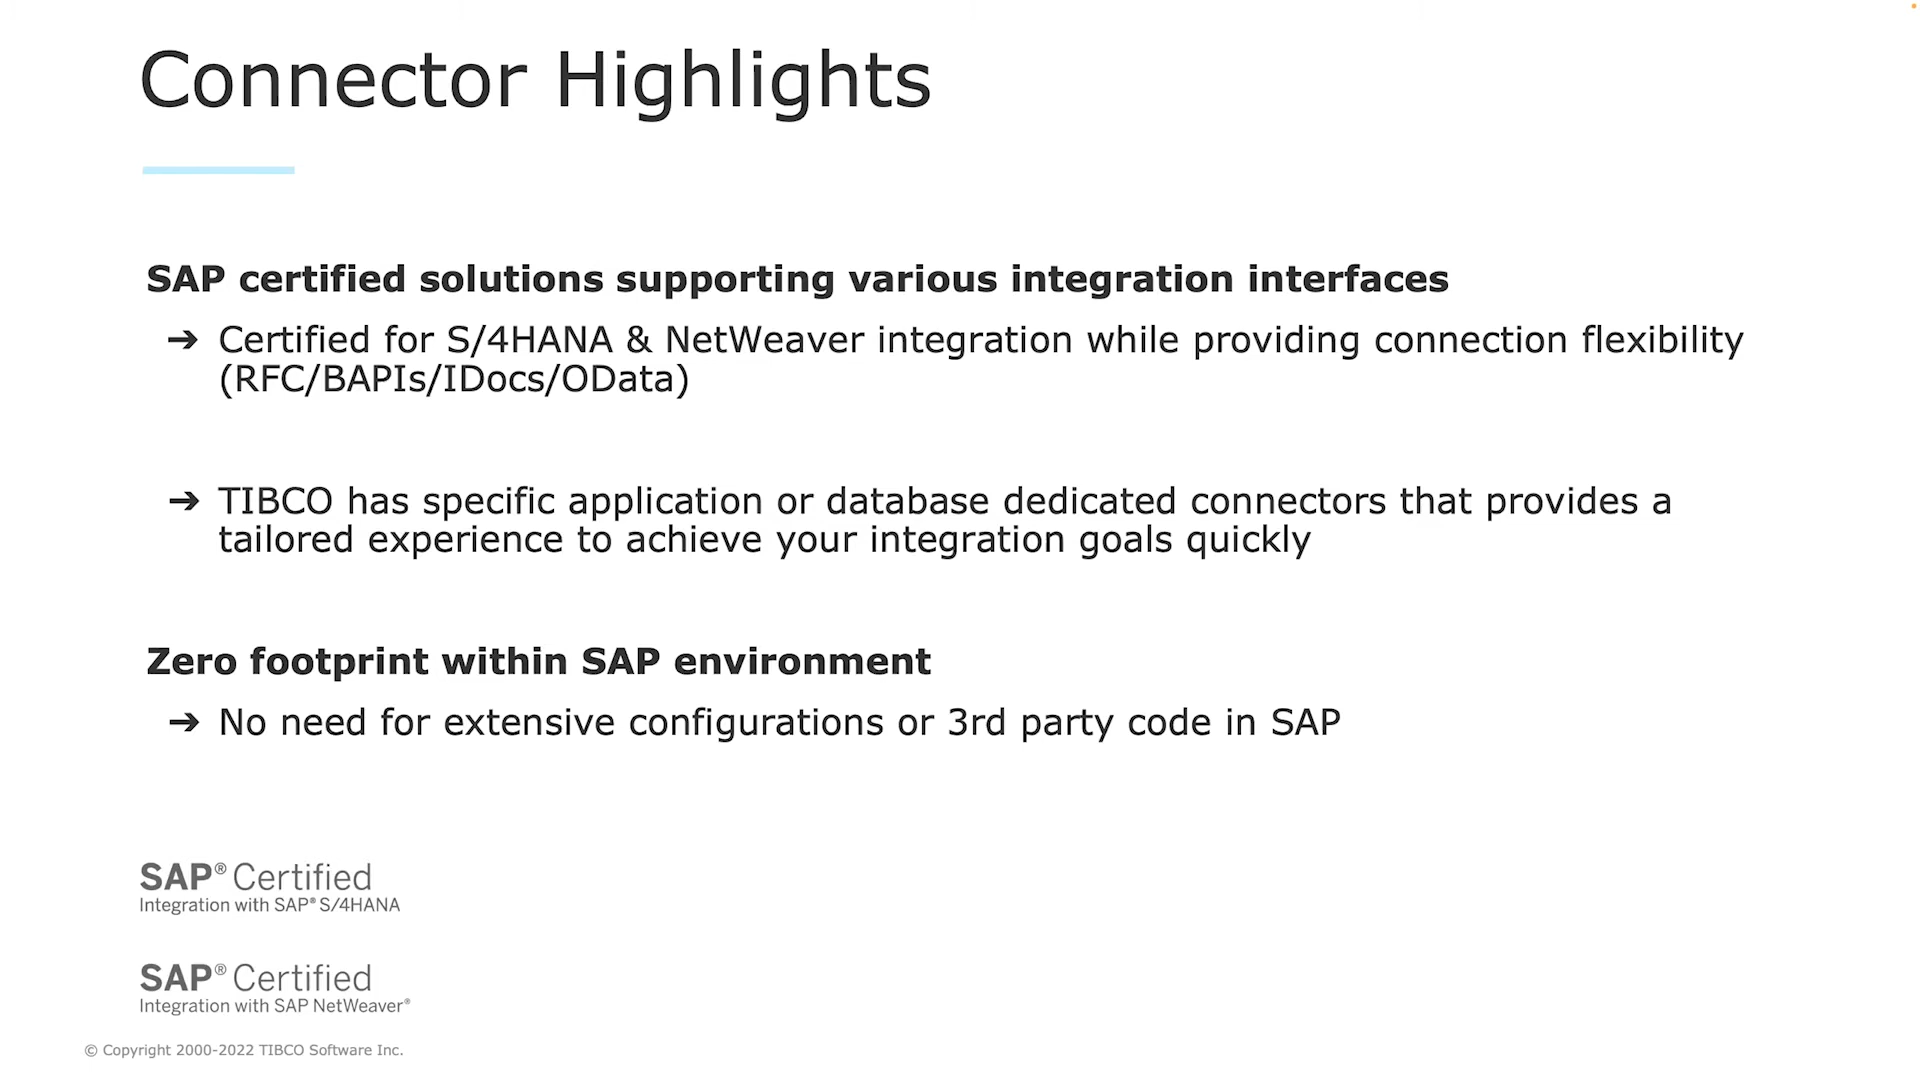 Connector Highlights
SAP certified solutions supporting various integration interfaces
➔ Certified for S/4HANA & NetWeaver integration while providing connection flexibility
(RFC/BAPIs/IDocs/OData)
➔ TIBCO has specific application or database dedicated connectors that provides a
tailored experience to achieve your integration goals quickly
Zero footprint within SAP environment
➔ No need for extensive configurations or 3rd party code in SAP
SAP® Certified
Integration with SAP® S/4HANA
SAP® Certified
Integration with SAP NetWeaver®
© Copyright 2000-2022 TIBCO Software Inc.